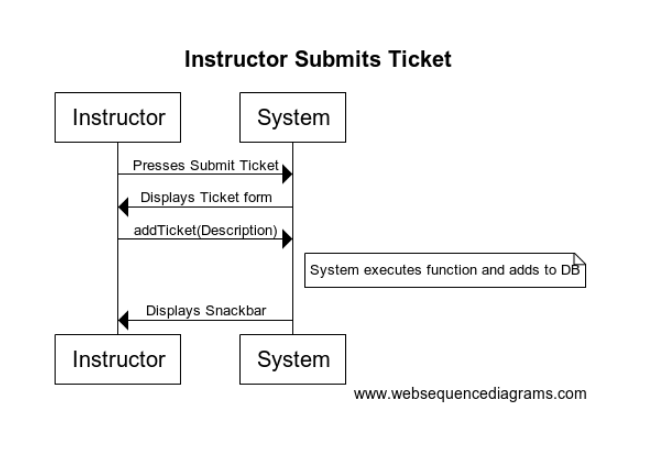 Instructor Submits Ticket
Instructor System
Presses Submit Ticket
Displays Ticket form
addTicket(Description)
System executes function and adds to DB
Displays Snackbar
Instructor System
www.websequencediagrams.com